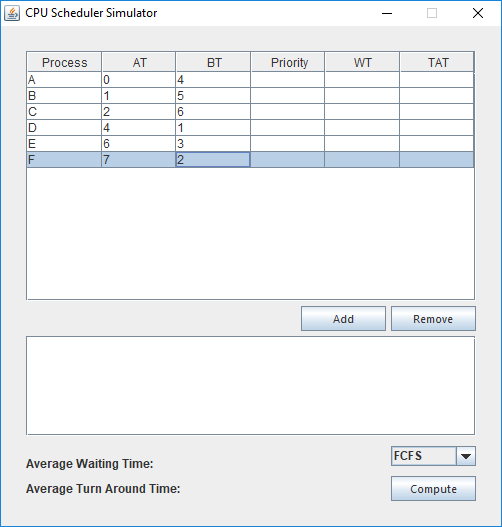 CPU Scheduler Simulator
Process AT BT Priority WT TAT
A 0 4
B 1 5
C 2 6
D 4 1
E 6 3
F 7 2
Add Remove
Average Waiting Time: FCFS
Average Turn Around Time: Compute